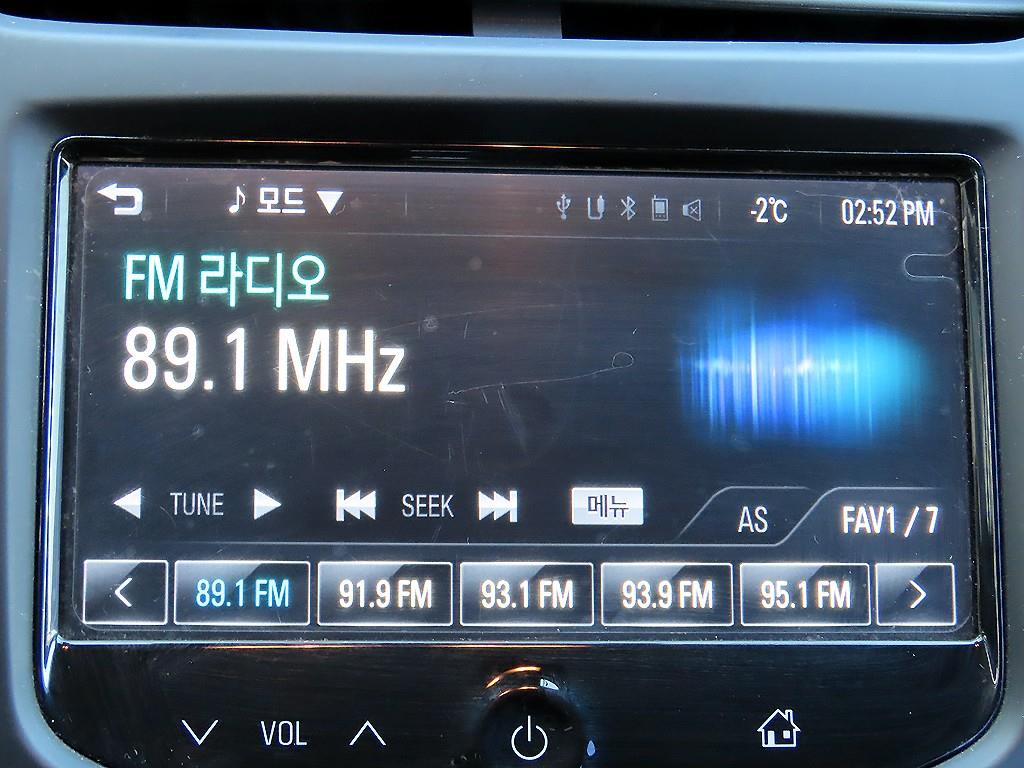 모드 -2℃ 02:52 PM
FM 라디오
89.1 MHz
TUNE SEEK 메뉴 AS FAV1 / 7
89.1 FM 91.9 FM 93.1 FM 93.9 FM 95.1 FM
VOL